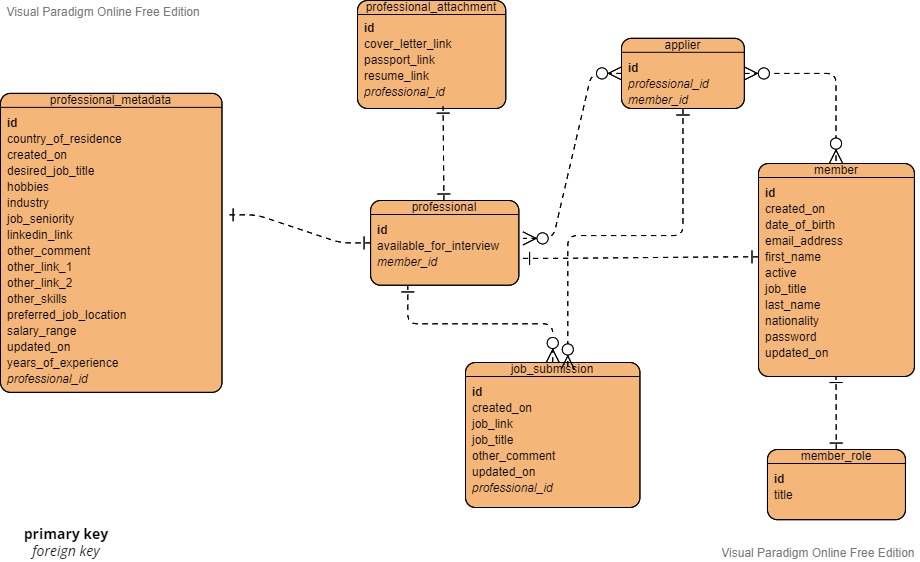 Visual Paradigm Online Free Edition
professional_attachment
id
cover_letter_link
passport_link
resume_link
professional_id
applier
id
professional_id
member_id
professional_metadata
id
country_of_residence
created_on
desired_job_title
hobbies
industry
job_seniority
linkedin_link
other_comment
other_link_1
other_link_2
other_skills
preferred_job_location
salary_range
updated_on
years_of_experience
professional_id
professional
id
available_for_interview
member_id
member
id
created_on
date_of_birth
email_address
first_name
active
job_title
last_name
nationality
password
updated_on
job_submission
id
created_on
job_link
job_title
other_comment
updated_on
professional_id
member_role
id
title
primary key
foreign key
Visual Paradigm Online Free Edition